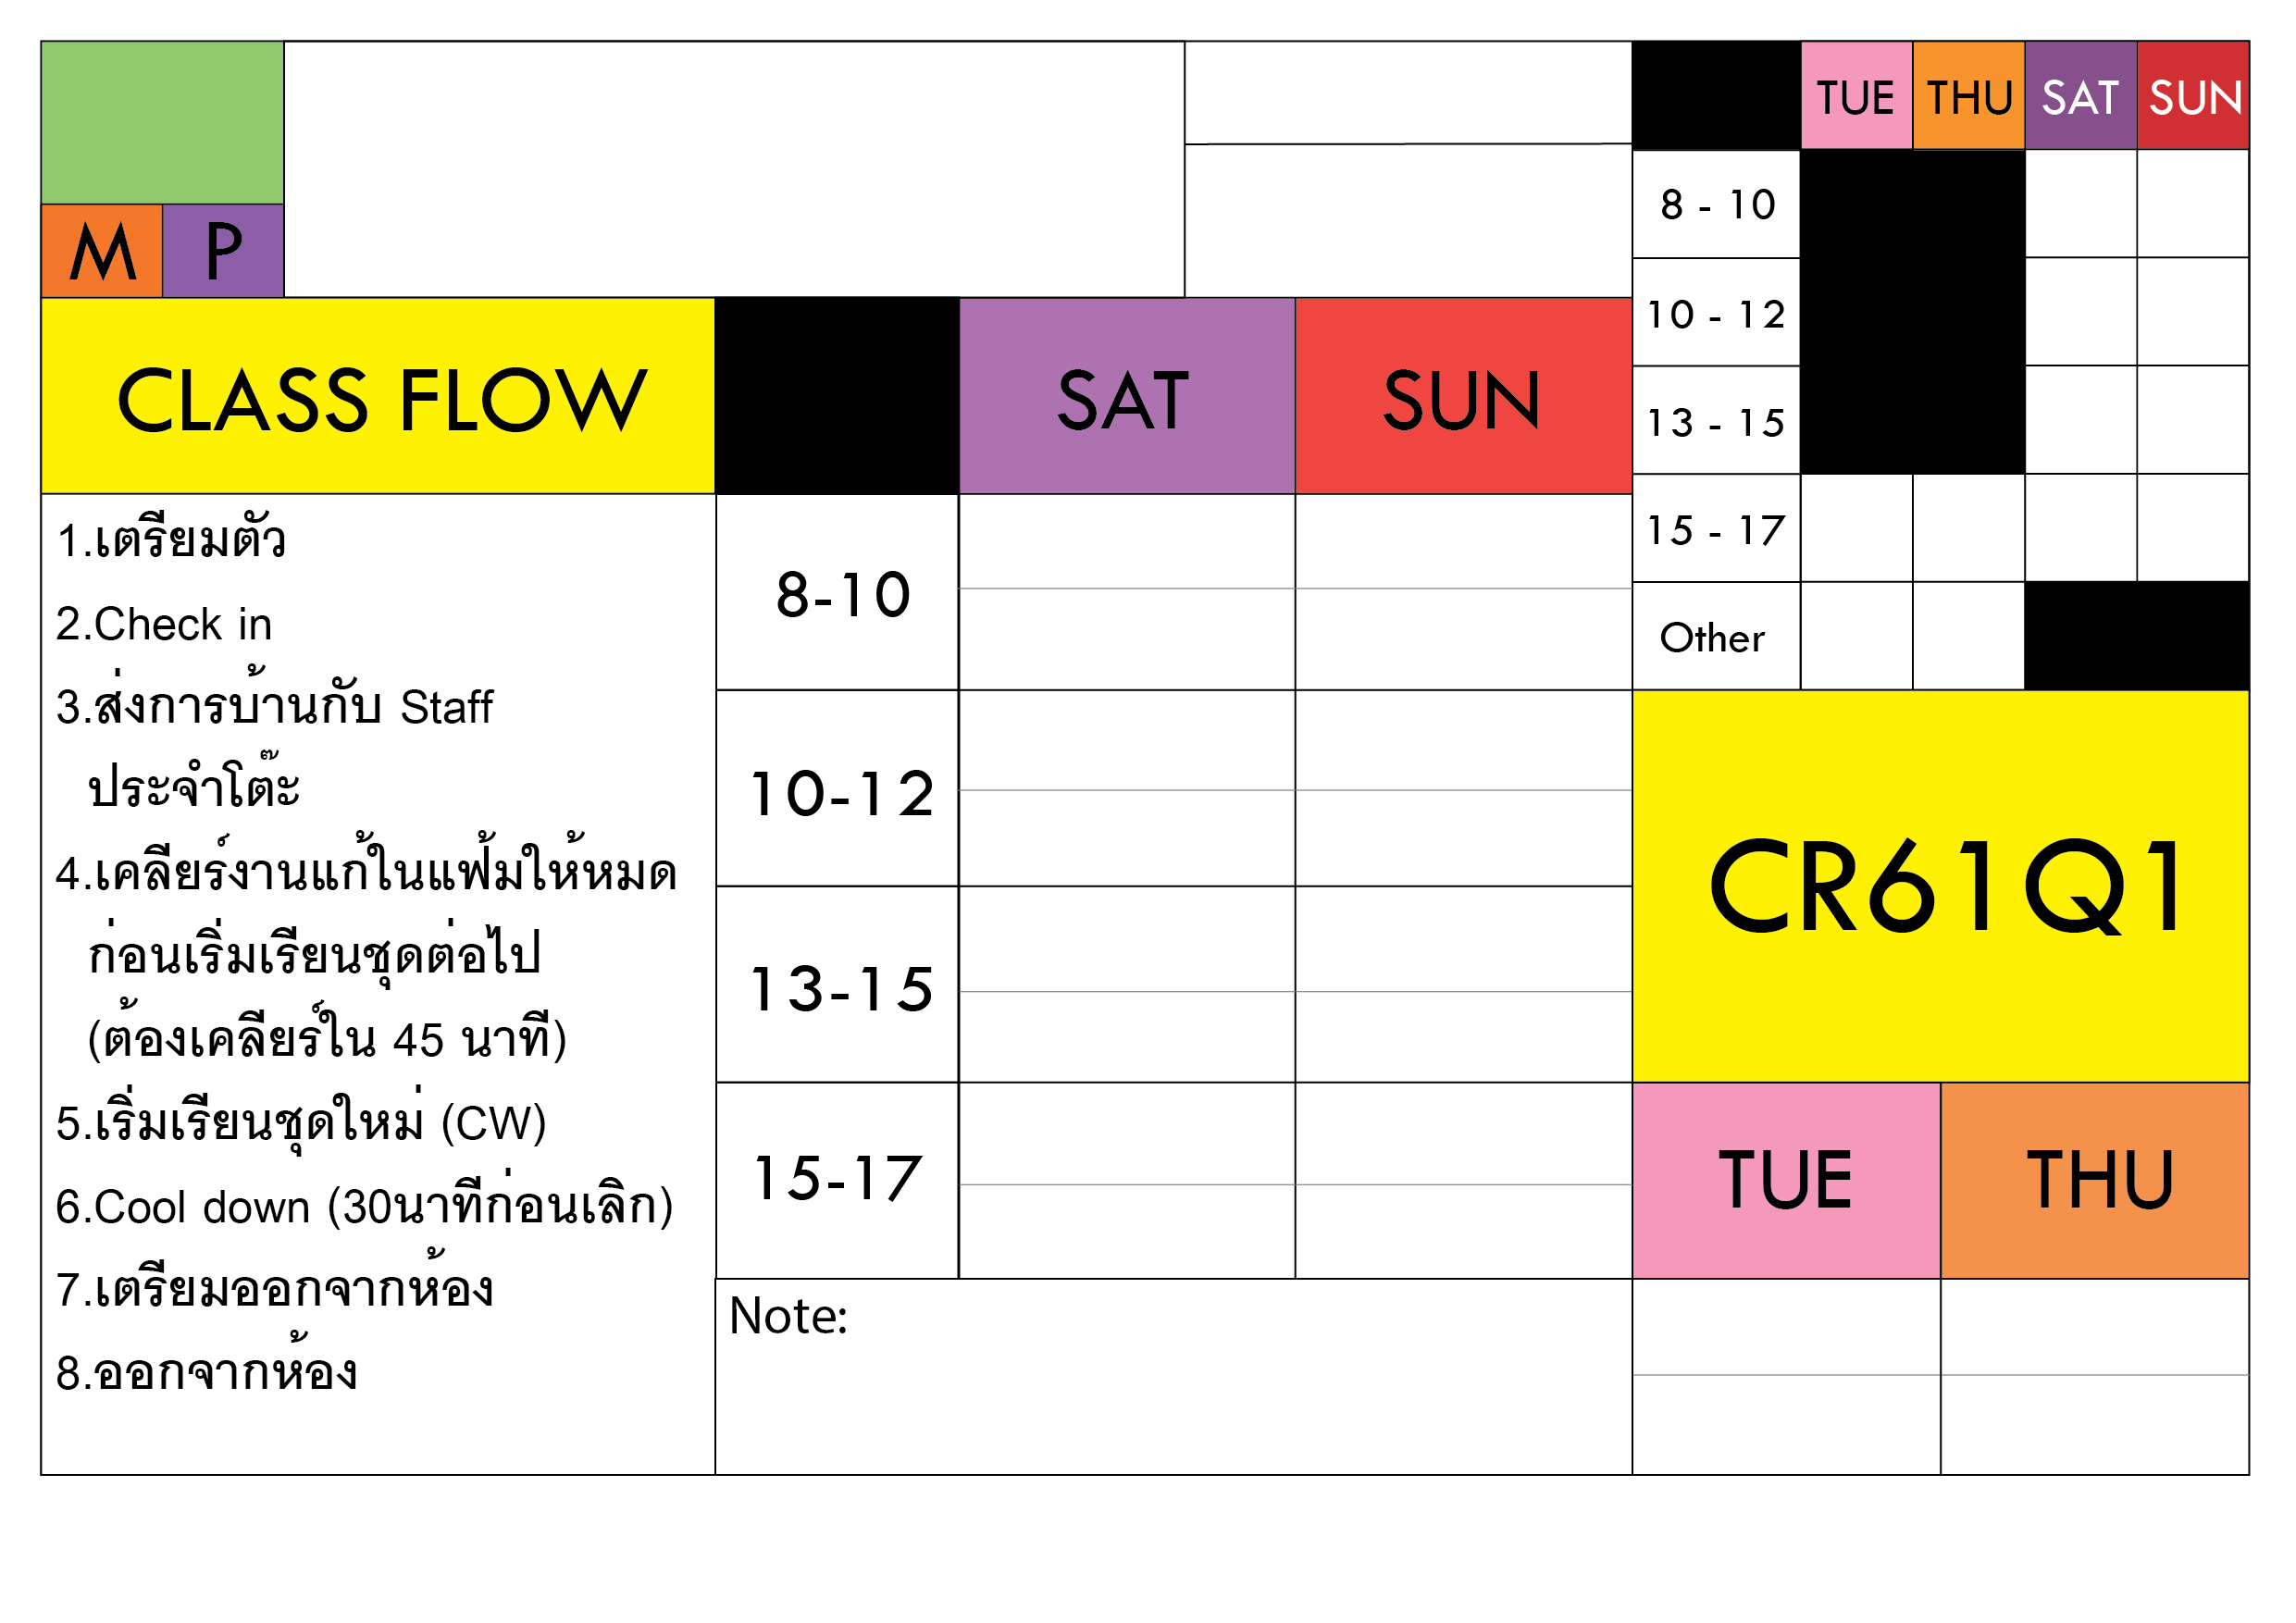 M P
CLASS FLOW
SAT SUN
1.เตรียมตัว
2.Check in
3.ส่งการบ้านกับ Staff
ประจำโต๊ะ
4.เคลียร์งานแก้ในแฟ้มให้หมด
ก่อนเริ่มเรียนชุดต่อไป
(ต้องเคลียร์ใน 45 นาที)
5.เริ่มเรียนชุดใหม่ (CW)
6.Cool down (30นาทีก่อนเลิก)
7.เตรียมออกจากห้อง
8.ออกจากห้อง
8-10
10-12
13-15
15-17
Note:
TUE THU SAT SUN
8 - 10
10 - 12
13 - 15
15 - 17
Other
CR61Q1
TUE THU